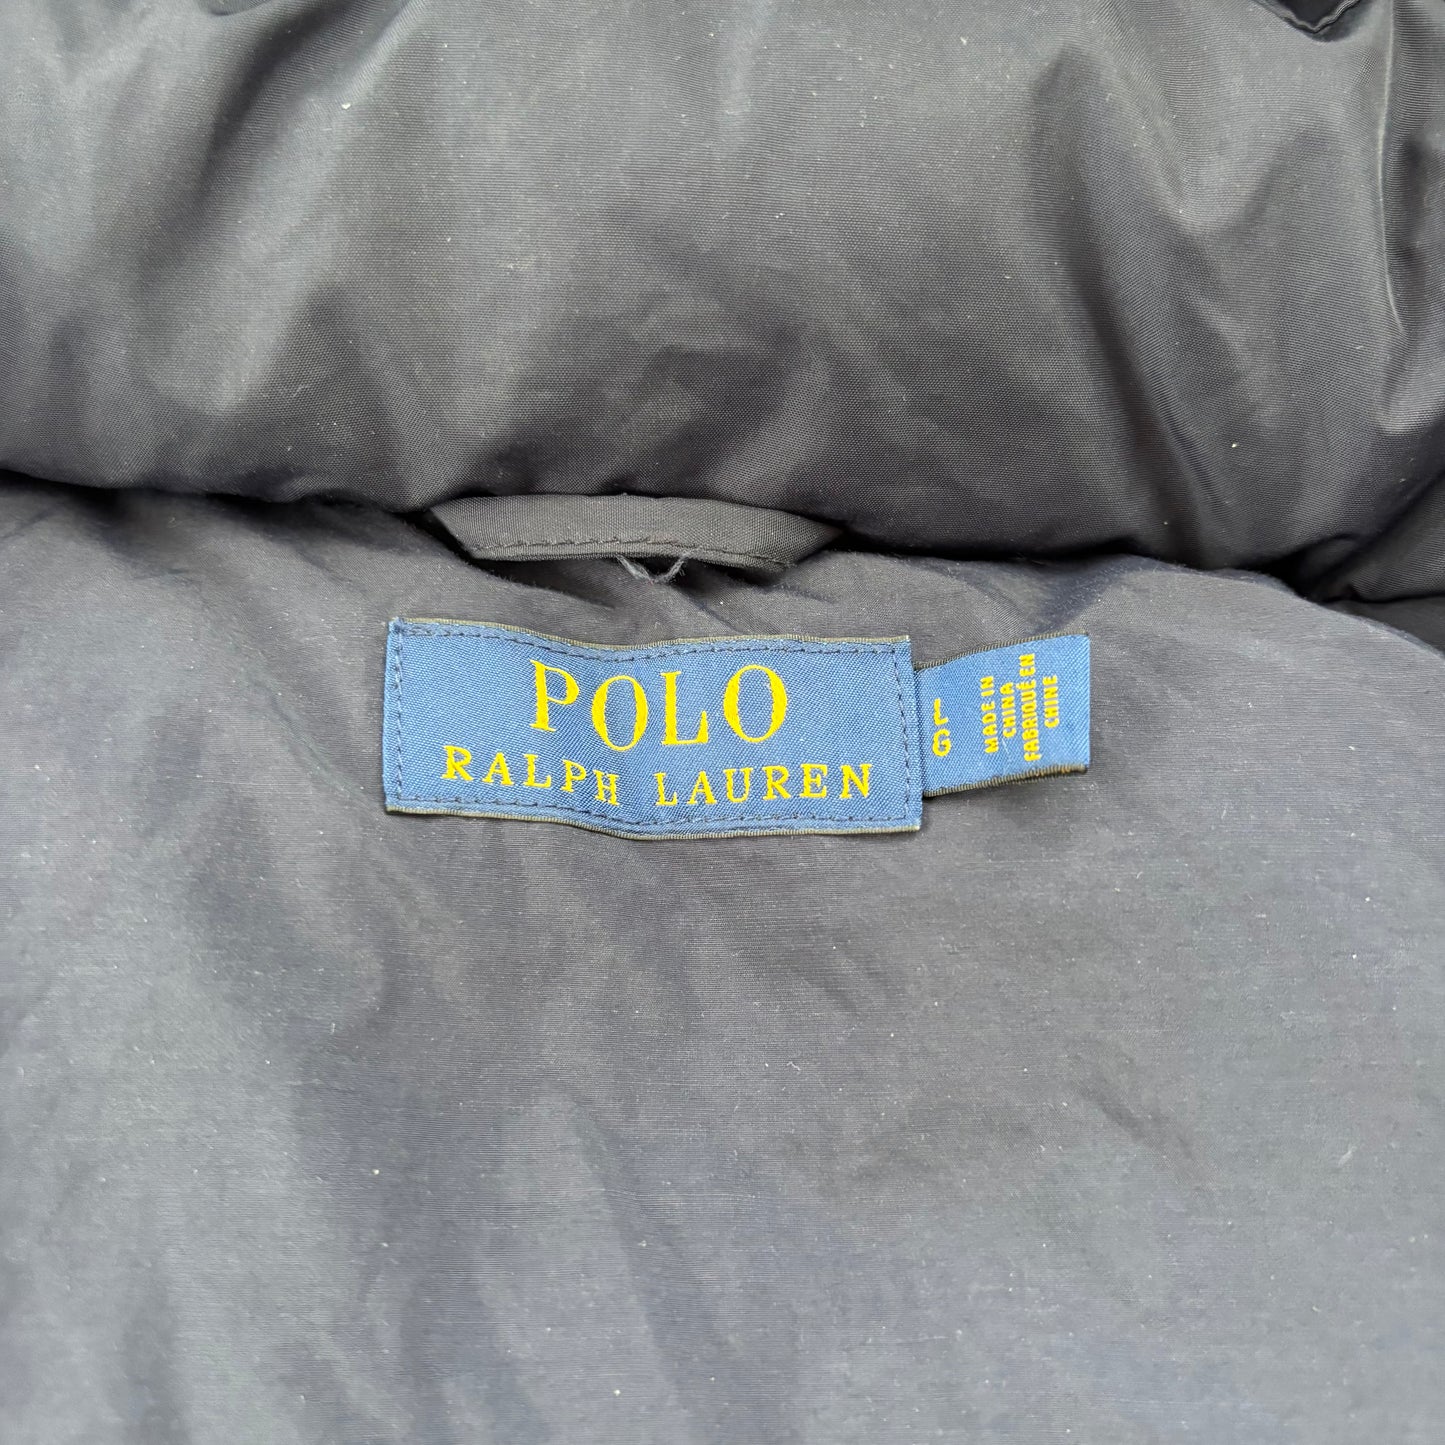 POLO
RALPH LAUREN
L
G
MADE IN
CHINA
FABRIQUÉ EN
CHINE